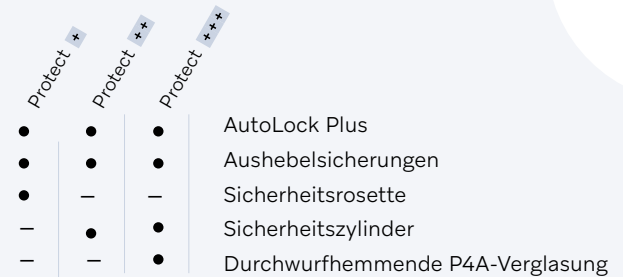 Protect +
Protect ++
Protect +++
● ● ● AutoLock Plus
● ● ● Aushebelsicherungen
● – – Sicherheitsrosette
– ● ● Sicherheitszylinder
– – ● Durchwurfhemmende P4A-Verglasung